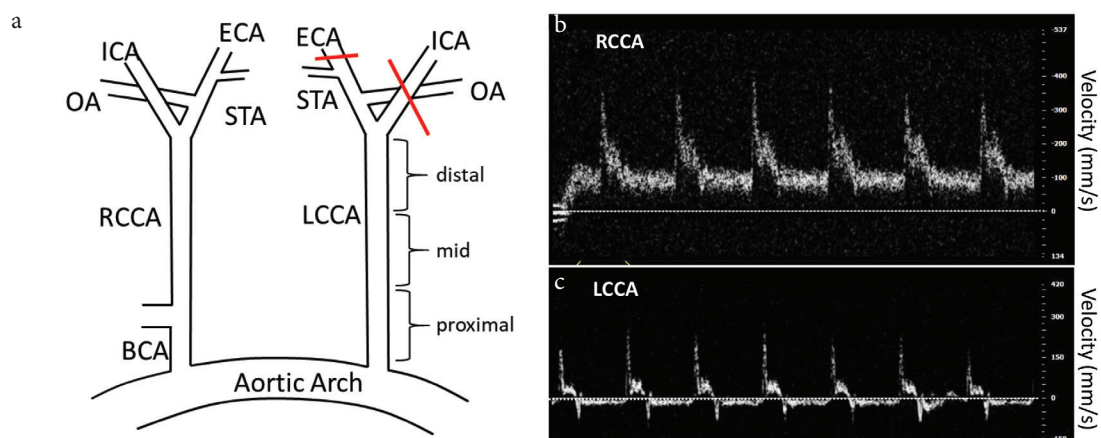 a
ICA
ECA
OA
STA
RCCA
BCA
Aortic Arch
ECA
ICA
STA
OA
LCCA
distal
mid
proximal
b
RCCA
-537
-400
-300
-200
-100
0
134
Velocity (mm/s)
c
LCCA
420
300
150
0
Velocity (mm/s)